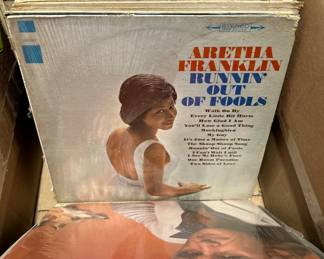 STEREO
ARETHA
FRANKLIN
RUNNIN'
OUT
OF FOOLS
Walk On By
Every Little Bit Hurts
How Glad I Am
You'll Lose a Good Thing
Mockingbird
My Guy
It's Just a Matter of Time
The Shoop Shoop Song
Runnin' Out of Fools
I Can't Wait Until
I See My Baby's Face
One Room Paradise
Two Sides of Love